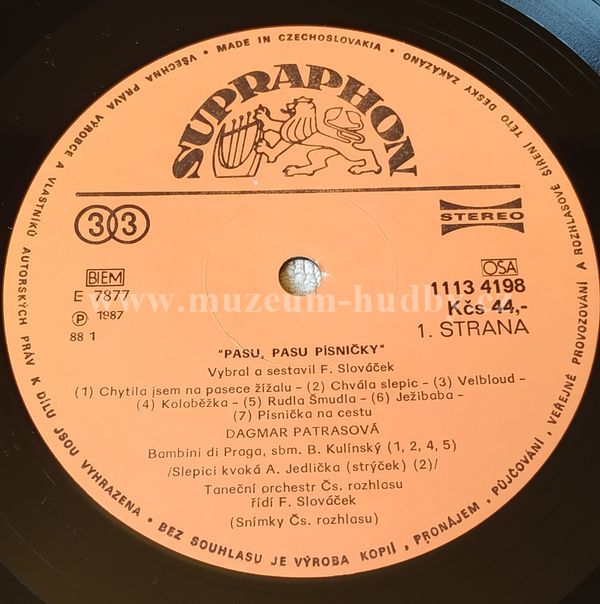 VŠECHNA PRÁVA VÝROBCE A VLASTNÍKŮ AUTORSKÝCH PRÁV K DÍLU JSOU VYHRAZENA • BEZ SOUHLASU JE VÝROBA KOPIÍ, PRONÁJEM, PŮJČOVÁNÍ, VEŘEJNÉ PROVOZOVÁNÍ A ROZHLASOVÉ ŠÍŘENÍ TÉTO DESKY ZAKÁZÁNO • MADE IN CZECHOSLOVAKIA •
SUPRAPHON
33
STEREO
BIEM
OSA
E 7877
1113 4198
Ⓟ 1987
Kčs 44,-
88 1
1. STRANA
www.muzeum-hudby.cz
"PASU, PASU PÍSNIČKY"
Vybral a sestavil F. Slováček
(1) Chytila jsem na pasece žížalu - (2) Chvála slepic - (3) Velbloud -
(4) Koloběžka - (5) Rudla Šmudla - (6) Ježibaba -
(7) Písnička na cestu
DAGMAR PATRASOVÁ
Bambini di Praga, sbm. B. Kulínský (1, 2, 4, 5)
/Slepici kvoká A. Jedlička (strýček) (2)/
Taneční orchestr Čs. rozhlasu
řídí F. Slováček
(Snímky Čs. rozhlasu)